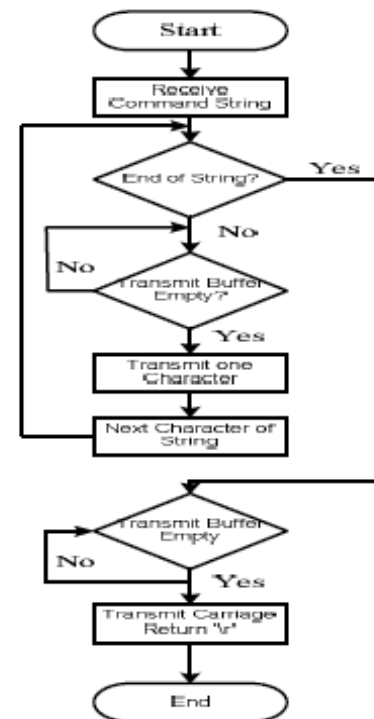 Start
Receive
Command String
End of String?
Yes
No
No
Transmit Buffer
Empty?
Yes
Transmit one
Character
Next Character of
String
Transmit Buffer
Empty
No
Yes
Transmit Carriage
Return "\r"
End